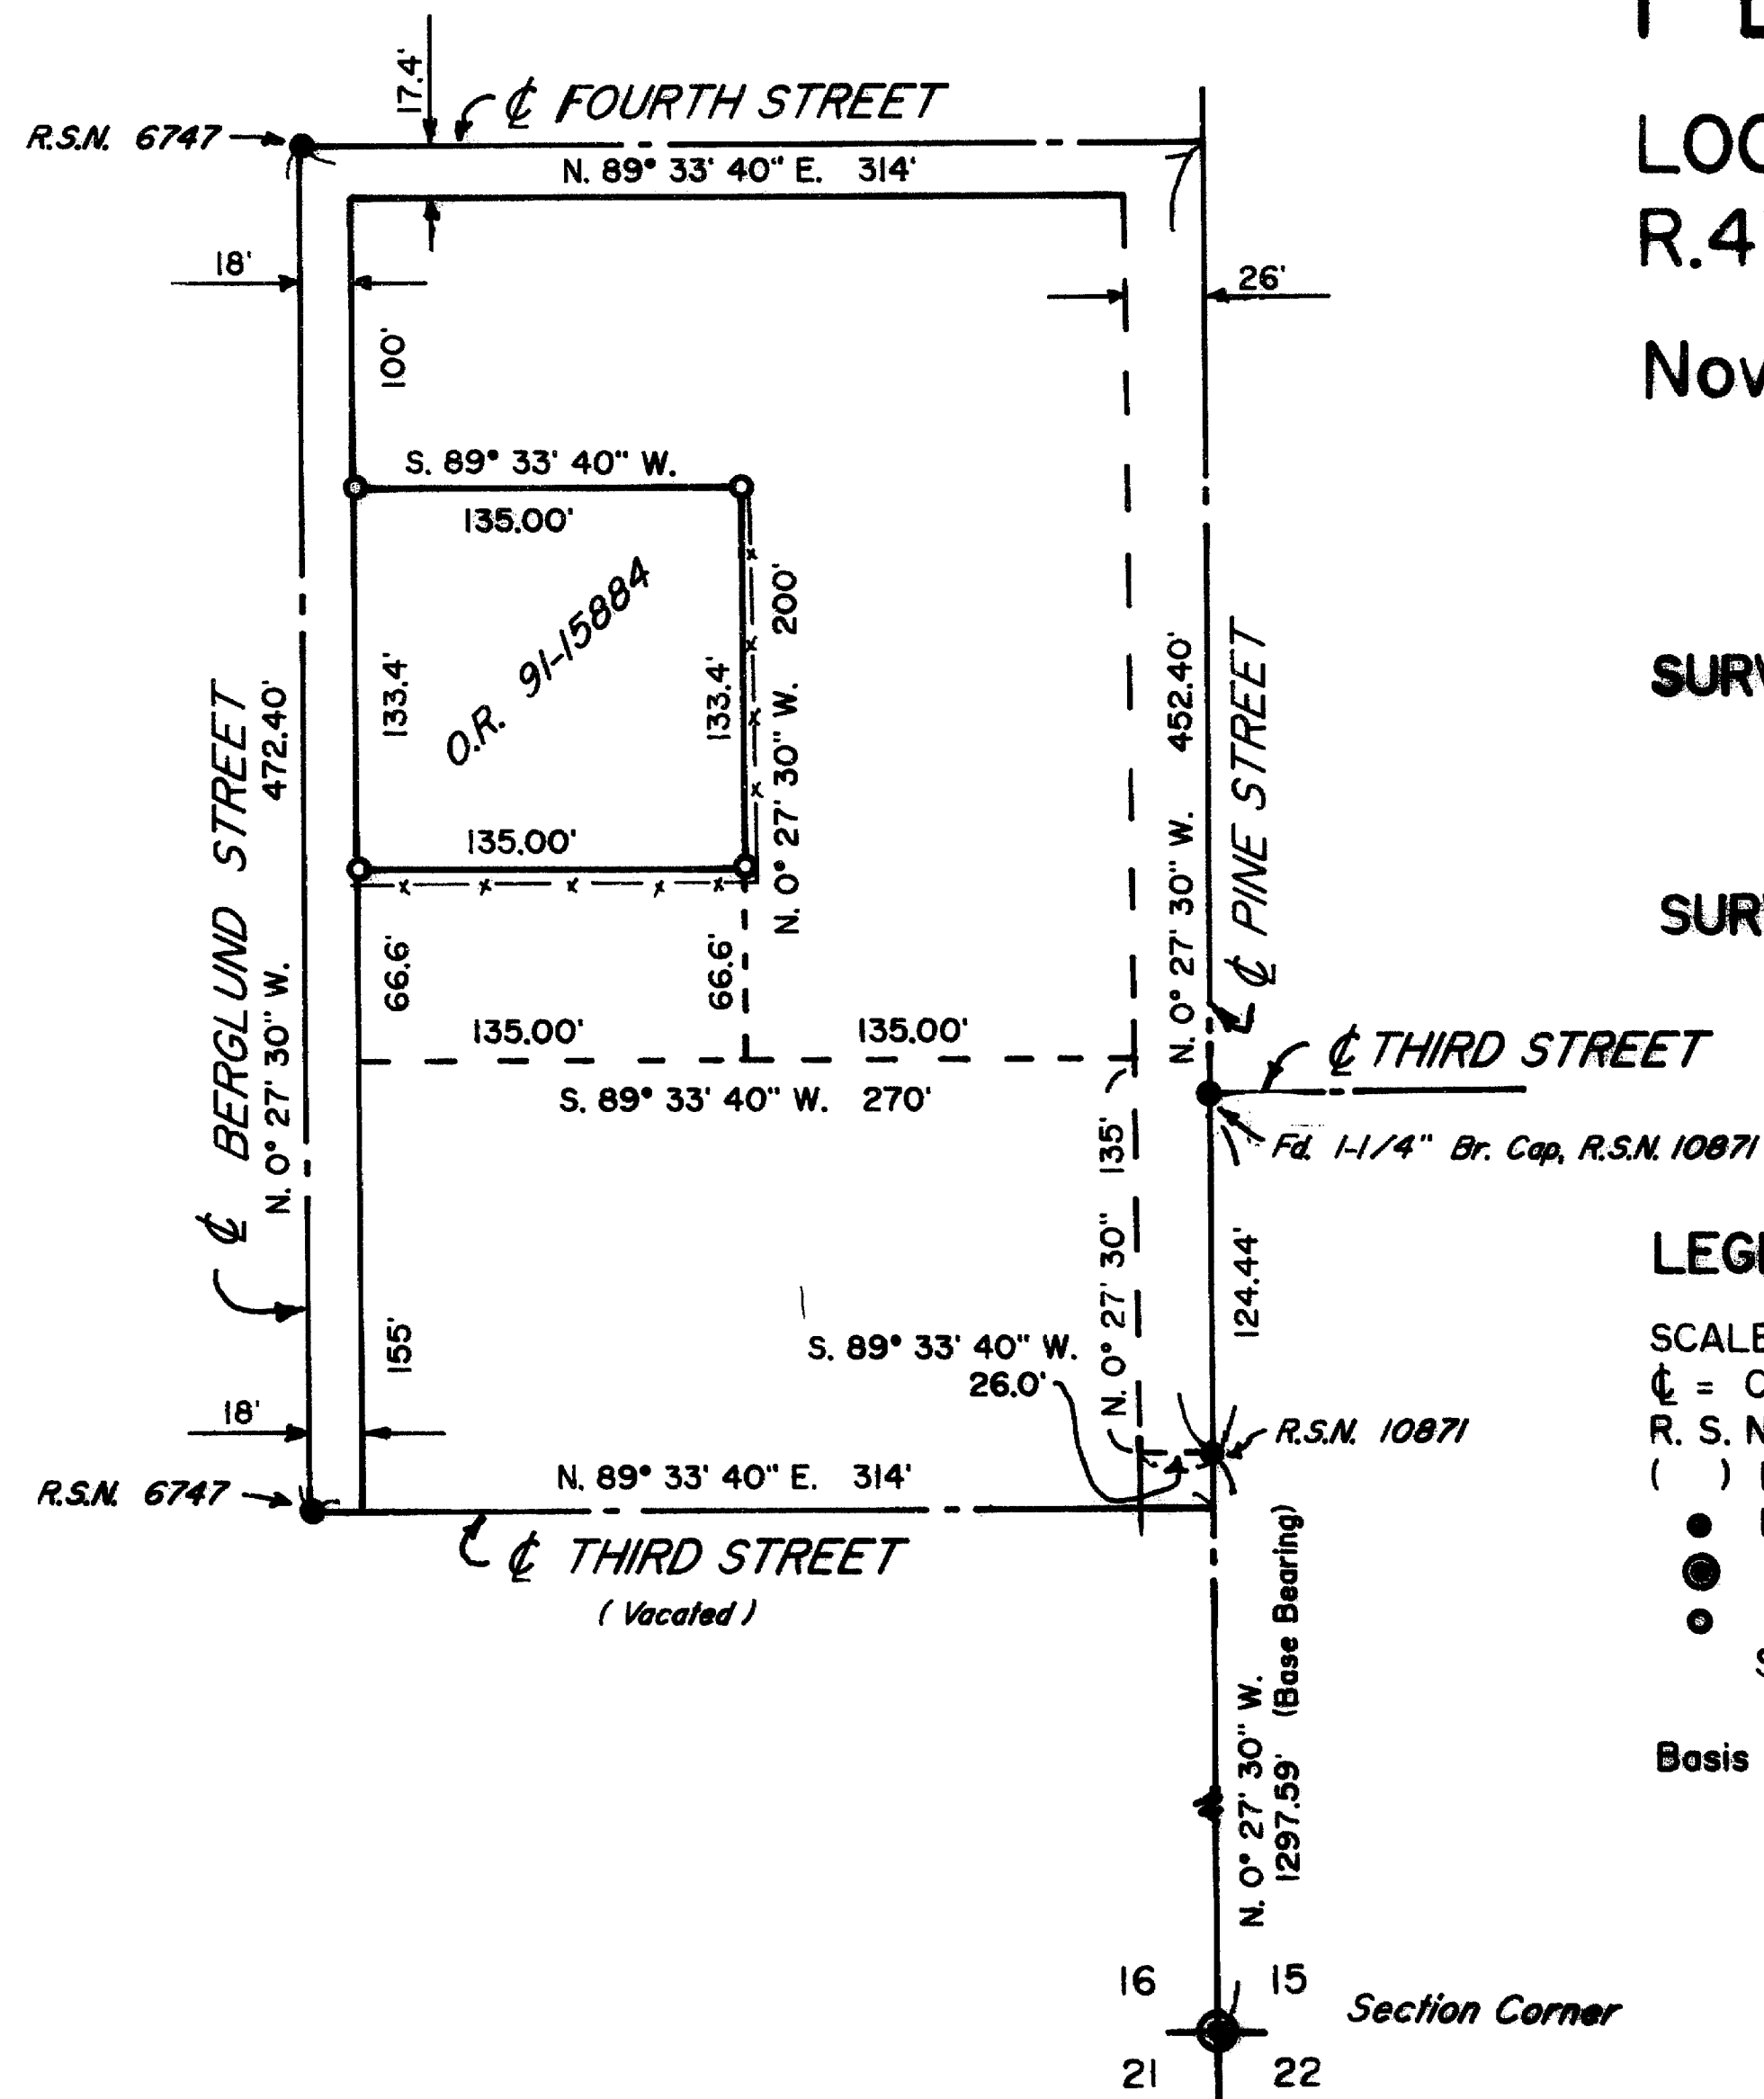 17.4'
℄ FOURTH STREET
R.S.N. 6747
N. 89° 33' 40" E. 314'
18'
26'
100'
S. 89° 33' 40" W.
135.00'
O.R. 91-15884
133.4'
133.4'
N. 0° 27' 30" W. 200'
135.00'
℄ BERGLUND STREET
N. 0° 27' 30" W. 472.40'
N. 0° 27' 30" W. 452.40'
℄ PINE STREET
66.6'
66.6'
135.00'
135.00'
S. 89° 33' 40" W. 270'
℄ THIRD STREET
Fd. 1-1/4" Br. Cap, R.S.N. 10871
N. 0° 27' 30" 135'
124.44'
155'
S. 89° 33' 40" W.
26.0'
18'
R.S.N. 10871
N. 89° 33' 40" E. 314'
R.S.N. 6747
℄ THIRD STREET
(Vacated)
N. 0° 27' 30" W.
1297.59' (Base Bearing)
16 15
Section Corner
21 22
LOC
R.4
Nov
SURV
SUR
LEG
SCALE
℄ =
R. S. N
( )
Basis